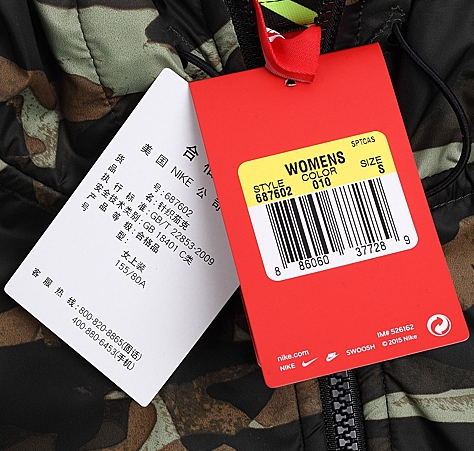 合格
美国 NIKE 公司
货 号: 687602
品 名: 针织茄克
执行标准: GB/T 22853-2009
安全技术类别: GB 18401 C类
产品等级: 合格品
号 型: 女上装
155/80A
客服热线: 800-820-8865(固话)
400-880-6453(手机)
SPTCAS
WOMENS
STYLE COLOR SIZE
687602 010 S
8 86060 37728 9
IM# 526162
nike.com
NIKE SWOOSH © 2015 Nike